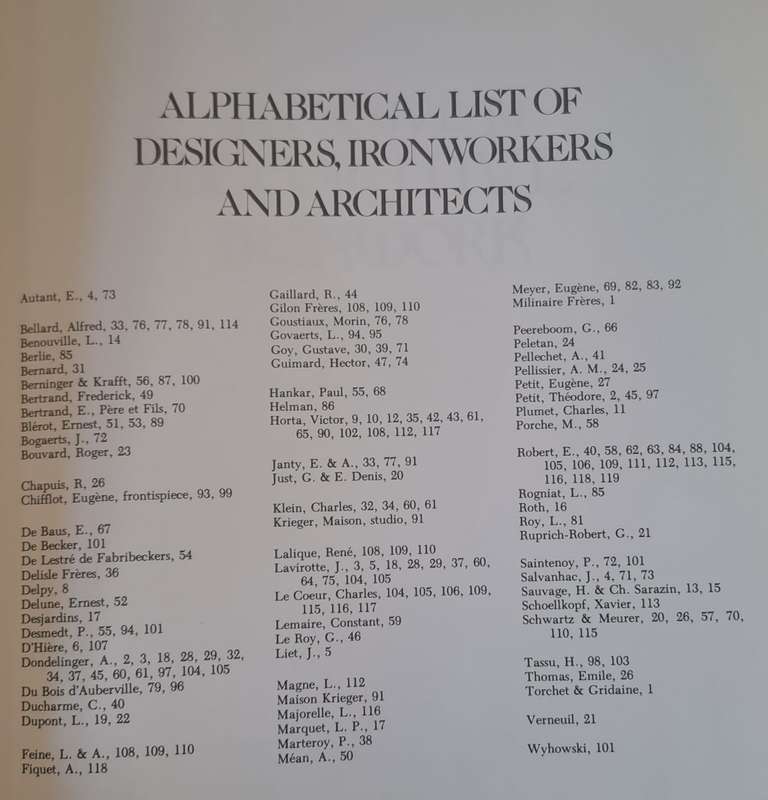 ALPHABETICAL LIST OF
DESIGNERS, IRONWORKERS
AND ARCHITECTS
Autant, E., 4, 73
Bellard, Alfred, 33, 76, 77, 78, 91, 114
Benouville, L., 14
Berlie, 85
Bernard, 31
Berninger & Krafft, 56, 87, 100
Bertrand, Frederick, 49
Bertrand, E., Père et Fils, 70
Blérot, Ernest, 51, 53, 89
Bogaerts, J., 72
Bouvard, Roger, 23
Chapuis, R, 26
Chifflot, Eugène, frontispiece, 93, 99
De Baus, E., 67
De Becker, 101
De Lestré de Fabribeckers, 54
Delisle Frères, 36
Delpy, 8
Delune, Ernest, 52
Desjardins, 17
Desmedt, P., 55, 94, 101
D'Hière, 6, 107
Dondelinger, A., 2, 3, 18, 28, 29, 32,
34, 37, 45, 60, 61, 97, 104, 105
Du Bois d'Auberville, 79, 96
Ducharme, C., 40
Dupont, L., 19, 22
Feine, L. & A., 108, 109, 110
Fiquet, A., 118
Gaillard, R., 44
Gilon Frères, 108, 109, 110
Goustiaux, Morin, 76, 78
Govaerts, L., 94, 95
Goy, Gustave, 30, 39, 71
Guimard, Hector, 47, 74
Hankar, Paul, 55, 68
Helman, 86
Horta, Victor, 9, 10, 12, 35, 42, 43, 61,
65, 90, 102, 108, 112, 117
Janty, E. & A., 33, 77, 91
Just, G. & E. Denis, 20
Klein, Charles, 32, 34, 60, 61
Krieger, Maison, studio, 91
Lalique, René, 108, 109, 110
Lavirotte, J., 3, 5, 18, 28, 29, 37, 60,
64, 75, 104, 105
Le Coeur, Charles, 104, 105, 106, 109,
115, 116, 117
Lemaire, Constant, 59
Le Roy, G., 46
Liet, J., 5
Magne, L., 112
Maison Krieger, 91
Majorelle, L., 116
Marquet, L. P., 17
Marteroy, P., 38
Méan, A., 50
Meyer, Eugène, 69, 82, 83, 92
Milinaire Frères, 1
Peereboom, G., 66
Peletan, 24
Pellechet, A., 41
Pellissier, A. M., 24, 25
Petit, Eugène, 27
Petit, Théodore, 2, 45, 97
Plumet, Charles, 11
Porche, M., 58
Robert, E., 40, 58, 62, 63, 84, 88, 104,
105, 106, 109, 111, 112, 113, 115,
116, 118, 119
Rogniat, L., 85
Roth, 16
Roy, L., 81
Ruprich-Robert, G., 21
Saintenoy, P., 72, 101
Salvanhac, J., 4, 71, 73
Sauvage, H. & Ch. Sarazin, 13, 15
Schoellkopf, Xavier, 113
Schwartz & Meurer, 20, 26, 57, 70,
110, 115
Tassu, H., 98, 103
Thomas, Emile, 26
Torchet & Gridaine, 1
Verneuil, 21
Wyhowski, 101